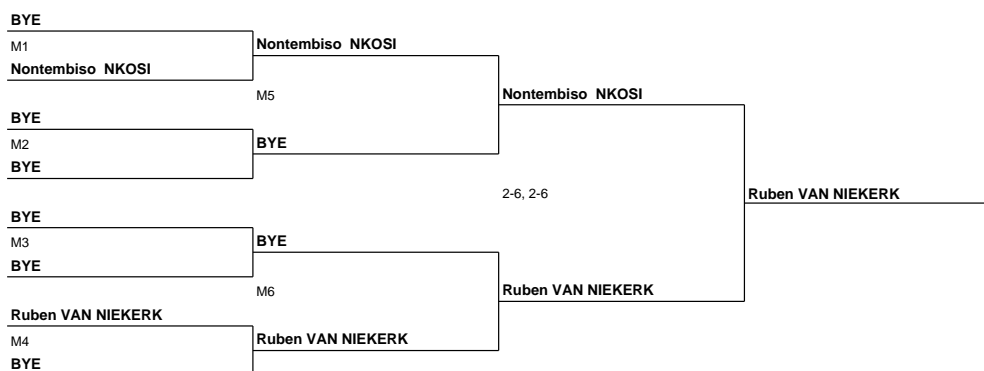 BYE
M1
Nontembiso NKOSI
BYE
M2
BYE
BYE
M3
BYE
Ruben VAN NIEKERK
M4
BYE
Nontembiso NKOSI
M5
BYE
BYE
M6
Ruben VAN NIEKERK
Nontembiso NKOSI
2-6, 2-6
Ruben VAN NIEKERK
Ruben VAN NIEKERK